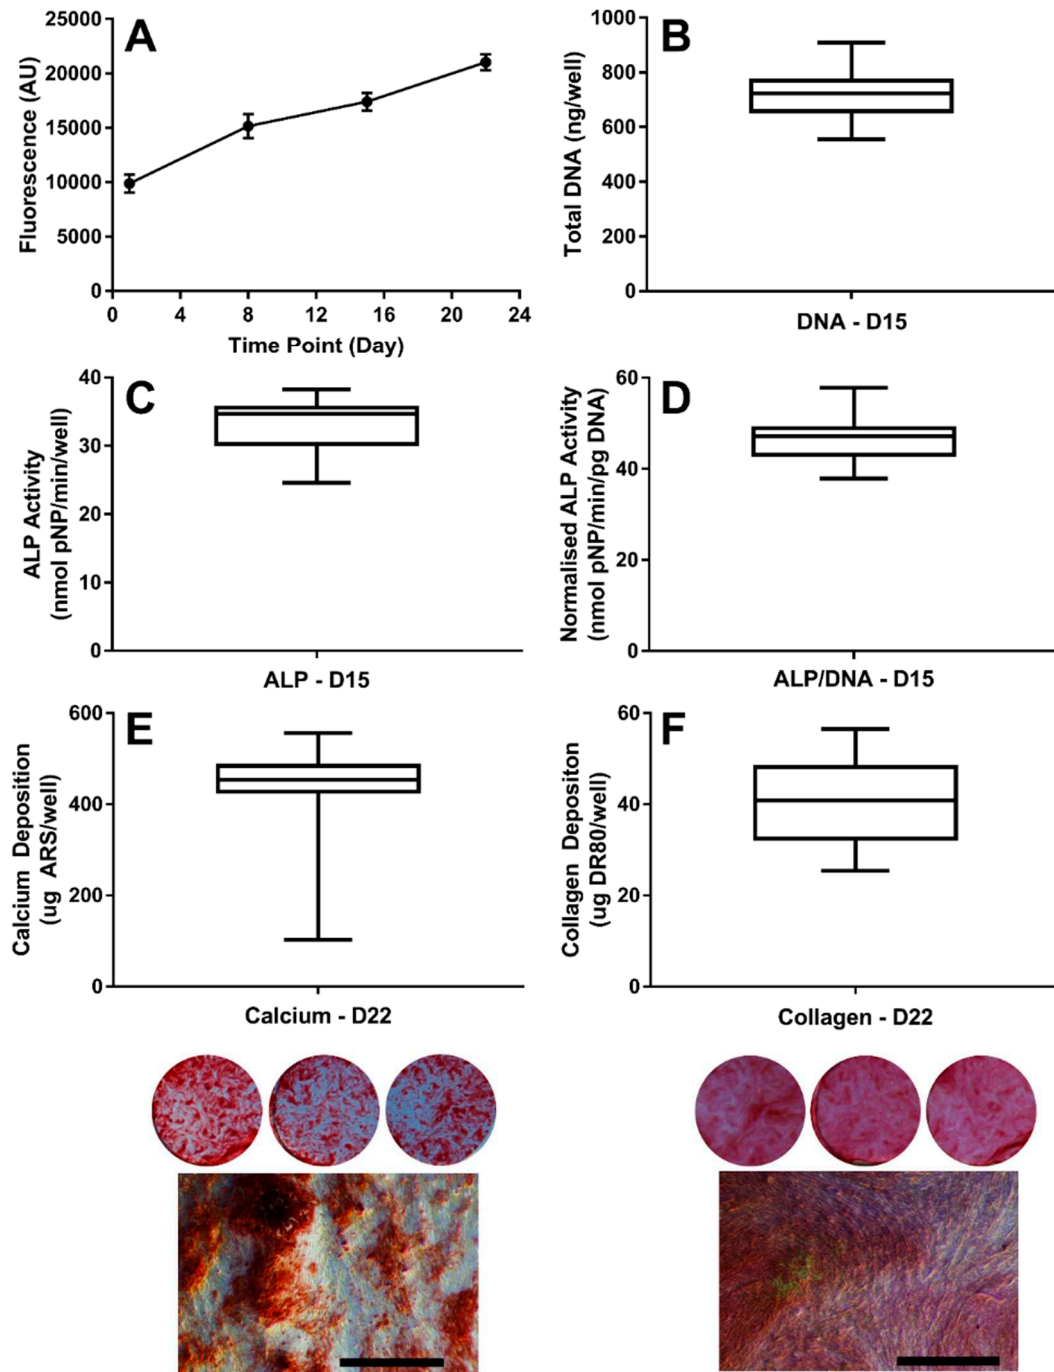 A
25000
20000
15000
10000
5000
0
Fluorescence (AU)
0 4 8 12 16 20 24
Time Point (Day)
B
1000
800
600
400
200
0
Total DNA (ng/well)
DNA - D15
C
40
30
20
10
0
ALP Activity
(nmol pNP/min/well)
ALP - D15
D
60
40
20
0
Normalised ALP Activity
(nmol pNP/min/pg DNA)
ALP/DNA - D15
E
600
400
200
0
Calcium Deposition
(ug ARS/well)
Calcium - D22
F
60
40
20
0
Collagen Depositon
(ug DR80/well)
Collagen - D22